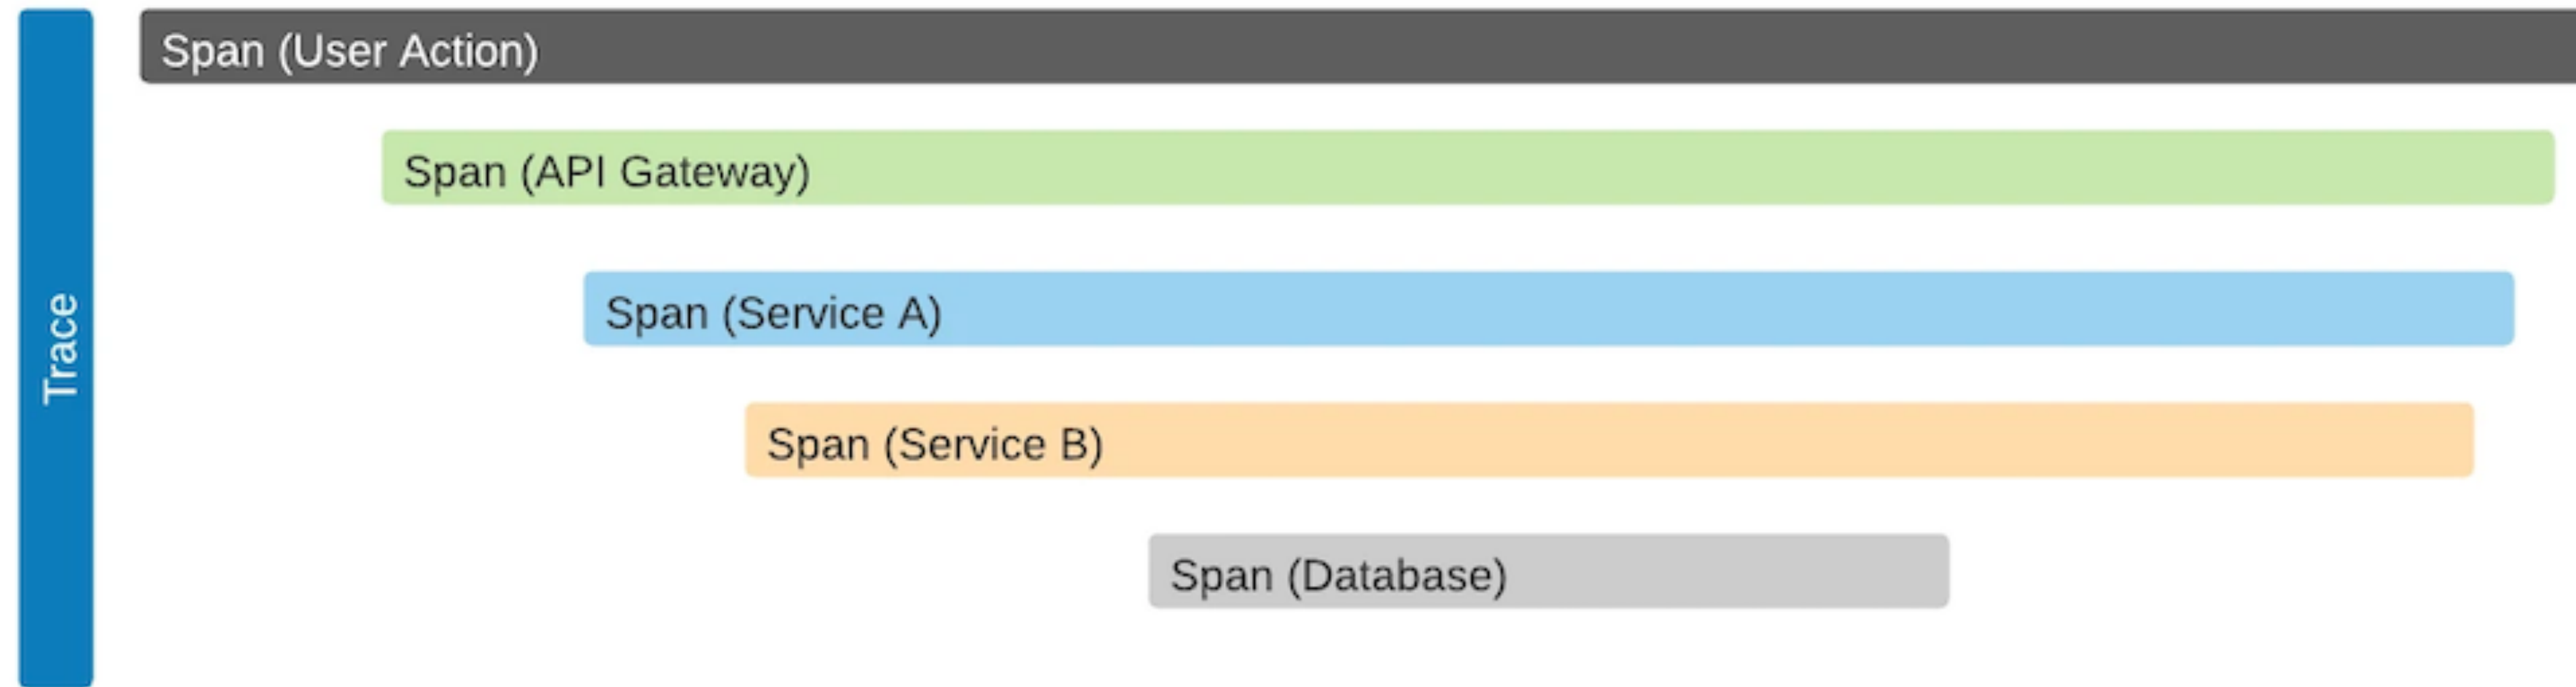 Trace
Span (User Action)
Span (API Gateway)
Span (Service A)
Span (Service B)
Span (Database)